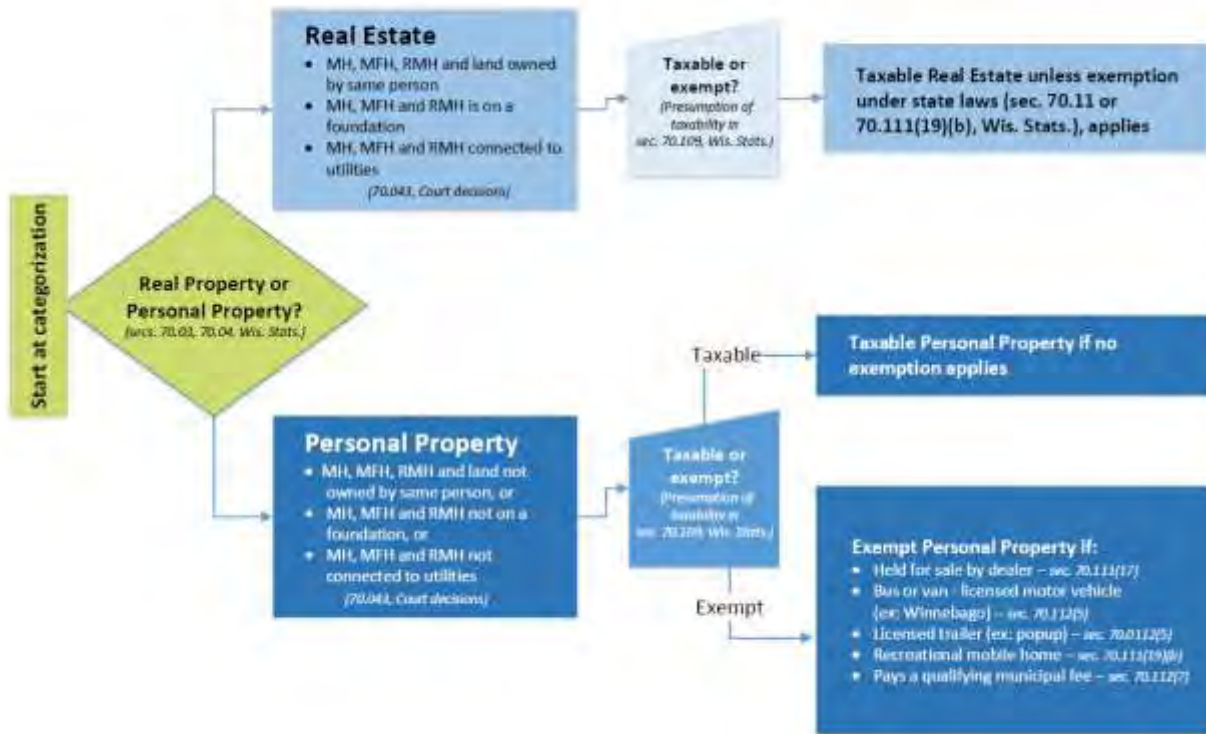 Start at categorization
Real Property or
Personal Property?
(secs. 70.03, 70.04, Wis. Stats.)
Real Estate
• MH, MFH, RMH and land owned
by same person
• MH, MFH and RMH is on a
foundation
• MH, MFH and RMH connected to
utilities
(70.043, Court decisions)
Taxable or
exempt?
(Presumption of
taxability in
sec. 70.109, Wis. Stats.)
Taxable Real Estate unless exemption
under state laws (sec. 70.11 or
70.111(19)(b), Wis. Stats.), applies
Personal Property
• MH, MFH, RMH and land not
owned by same person, or
• MH, MFH and RMH not on a
foundation, or
• MH, MFH and RMH not
connected to utilities
(70.043, Court decisions)
Taxable or
exempt?
(Presumption of
taxability in
sec. 70.109, Wis. Stats.)
Taxable
Taxable Personal Property if no
exemption applies
Exempt
Exempt Personal Property if:
• Held for sale by dealer – sec. 70.111(17)
• Bus or van - licensed motor vehicle
(ex: Winnebago) – sec. 70.112(5)
• Licensed trailer (ex: popup) – sec. 70.0112(5)
• Recreational mobile home – sec. 70.111(19)(b)
• Pays a qualifying municipal fee – sec. 70.112(7)